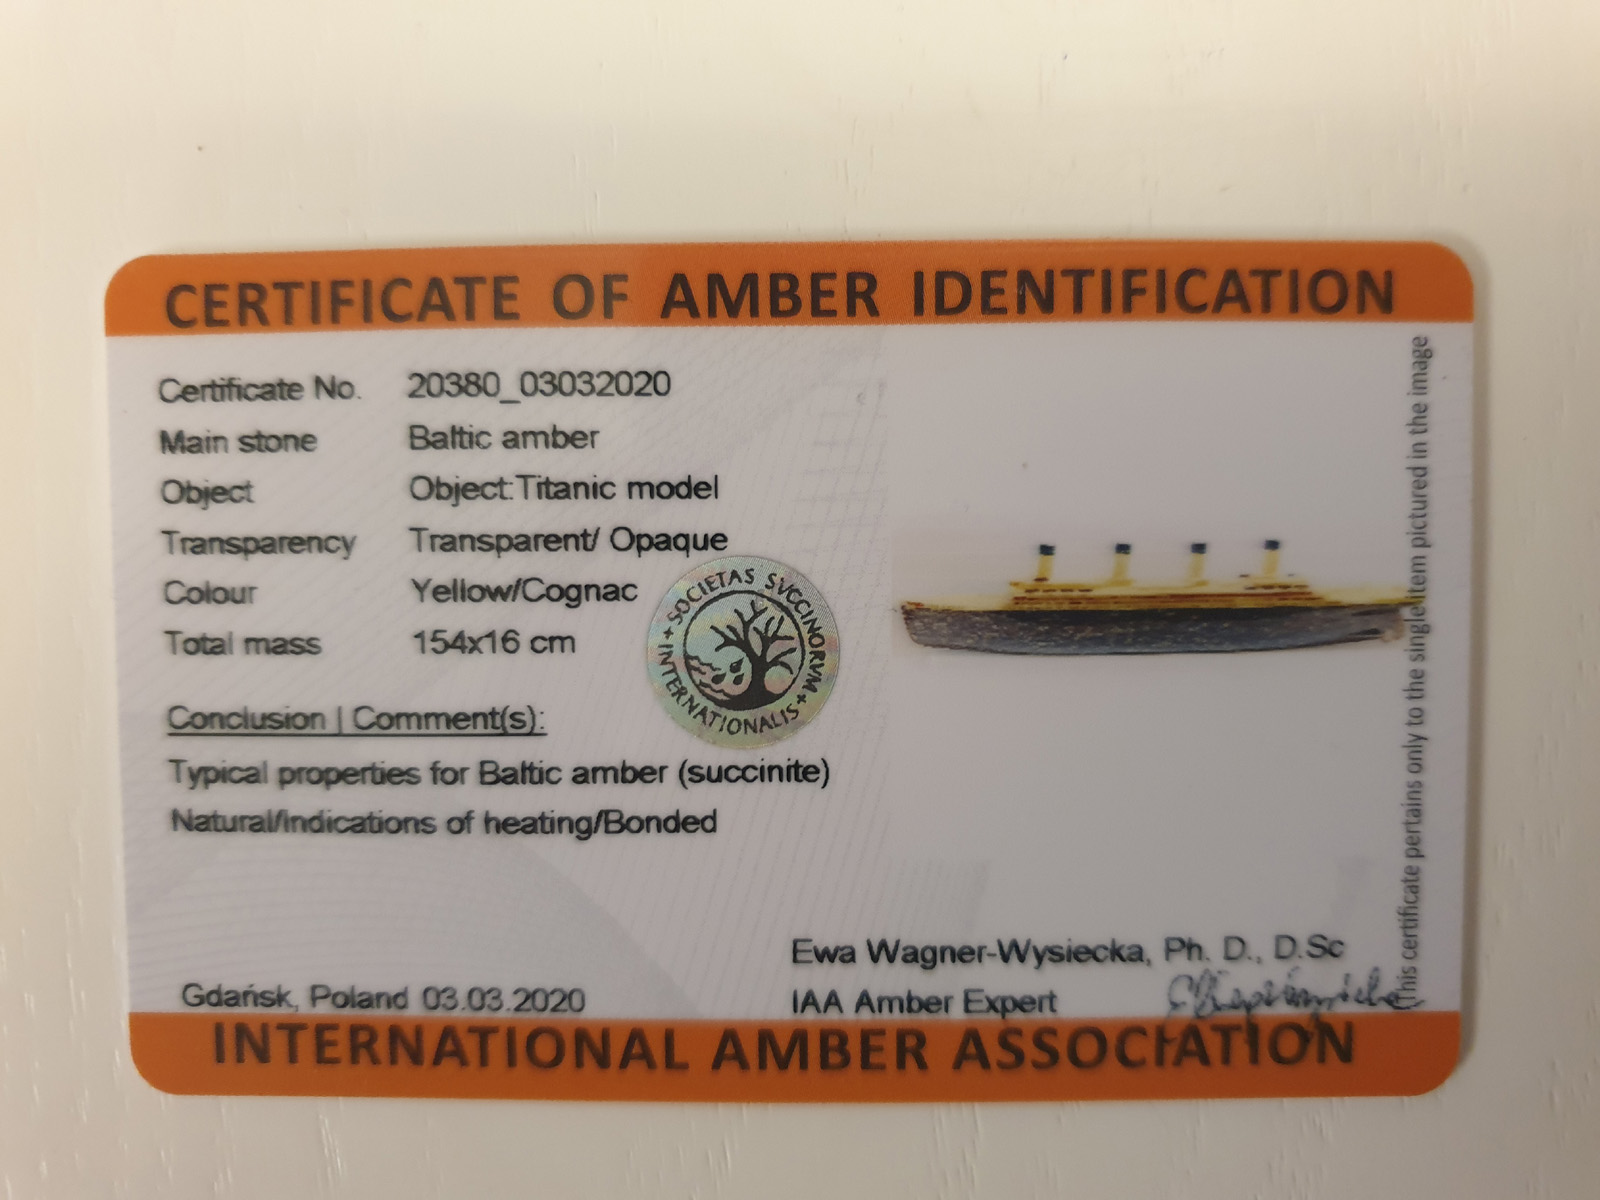 CERTIFICATE OF AMBER IDENTIFICATION
Certificate No. 20380_03032020
Main stone Baltic amber
Object Object:Titanic model
Transparency Transparent/ Opaque
Colour Yellow/Cognac
Total mass 154x16 cm
SOCIETAS SVCCINORVM + INTERNATIONALIS +
Conclusion | Comment(s):
Typical properties for Baltic amber (succinite)
Natural/indications of heating/Bonded
This certificate pertains only to the single item pictured in the image
Ewa Wagner-Wysiecka, Ph. D., D.Sc
Gdańsk, Poland 03.03.2020
IAA Amber Expert
INTERNATIONAL AMBER ASSOCIATION